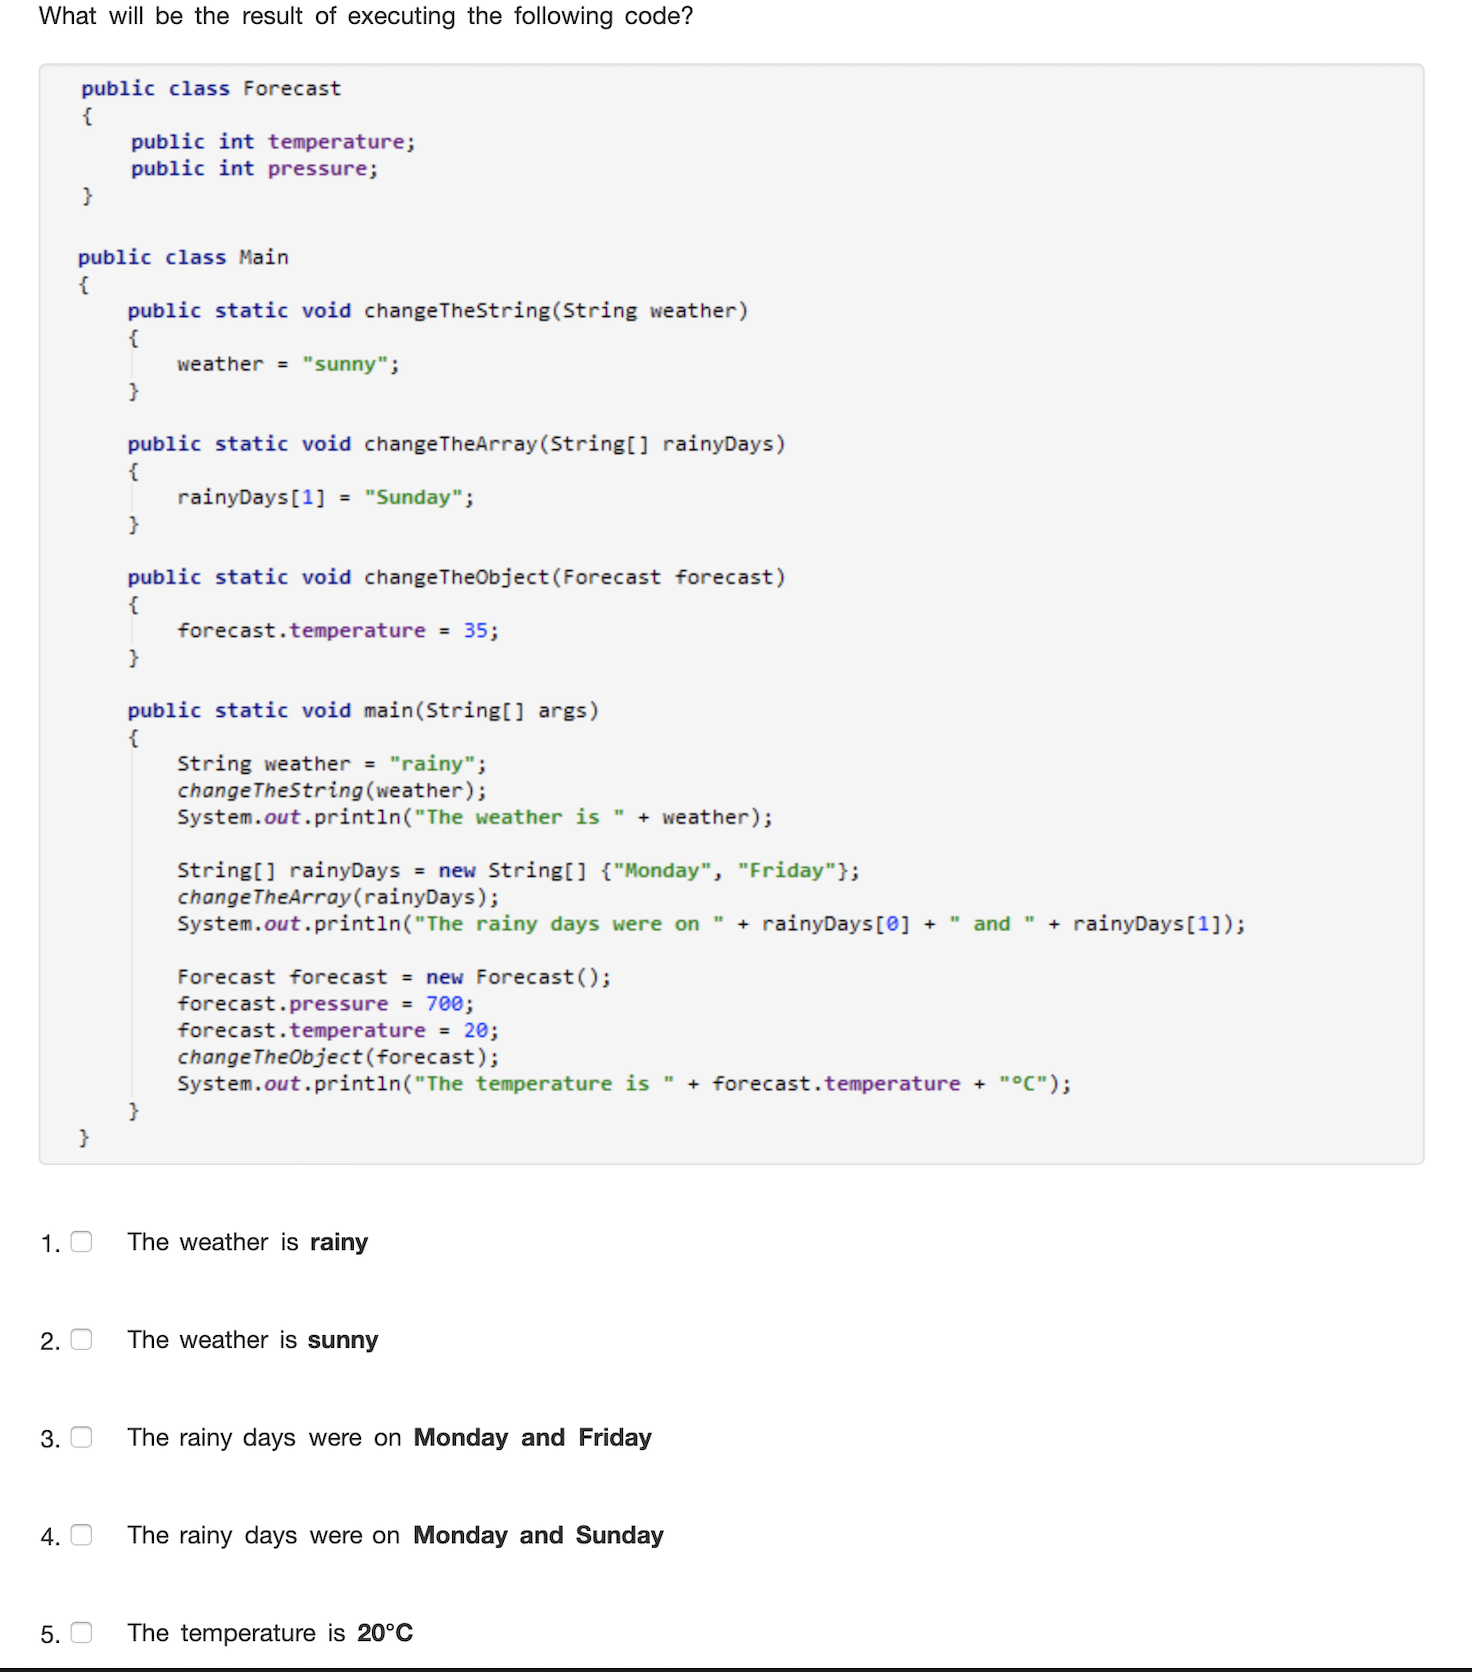 What will be the result of executing the following code?
public class Forecast
{
public int temperature;
public int pressure;
}
public class Main
{
public static void changeTheString(String weather)
{
weather = "sunny";
}
public static void changeTheArray(String[] rainyDays)
{
rainyDays[1] = "Sunday";
}
public static void changeTheObject(Forecast forecast)
{
forecast.temperature = 35;
}
public static void main(String[] args)
{
String weather = "rainy";
changeTheString(weather);
System.out.println("The weather is " + weather);
String[] rainyDays = new String[] {"Monday", "Friday"};
changeTheArray(rainyDays);
System.out.println("The rainy days were on " + rainyDays[0] + " and " + rainyDays[1]);
Forecast forecast = new Forecast();
forecast.pressure = 700;
forecast.temperature = 20;
changeTheObject(forecast);
System.out.println("The temperature is " + forecast.temperature + "°C");
}
}
1. The weather is rainy
2. The weather is sunny
3. The rainy days were on Monday and Friday
4. The rainy days were on Monday and Sunday
5. The temperature is 20°C